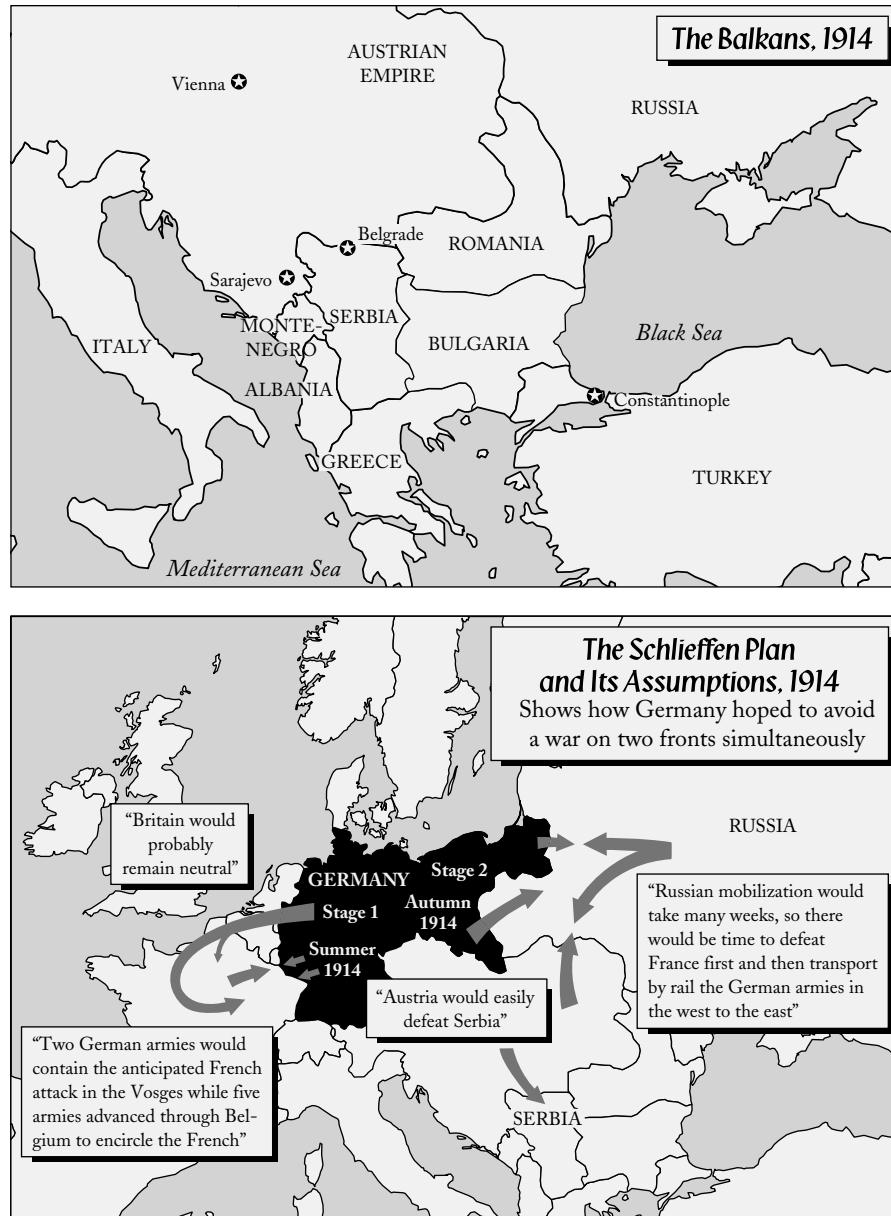 The Balkans, 1914
AUSTRIAN
EMPIRE
Vienna
RUSSIA
Belgrade
ROMANIA
Sarajevo
SERBIA
MONTE-
NEGRO
ITALY
BULGARIA
Black Sea
ALBANIA
Constantinople
GREECE
TURKEY
Mediterranean Sea
The Schlieffen Plan
and Its Assumptions, 1914
Shows how Germany hoped to avoid
a war on two fronts simultaneously
“Britain would
probably
remain neutral”
RUSSIA
GERMANY
Stage 2
Stage 1
Autumn
1914
Summer
1914
“Russian mobilization would
take many weeks, so there
would be time to defeat
France first and then transport
by rail the German armies in
the west to the east”
“Austria would easily
defeat Serbia”
“Two German armies would
contain the anticipated French
attack in the Vosges while five
armies advanced through Bel-
gium to encircle the French”
SERBIA